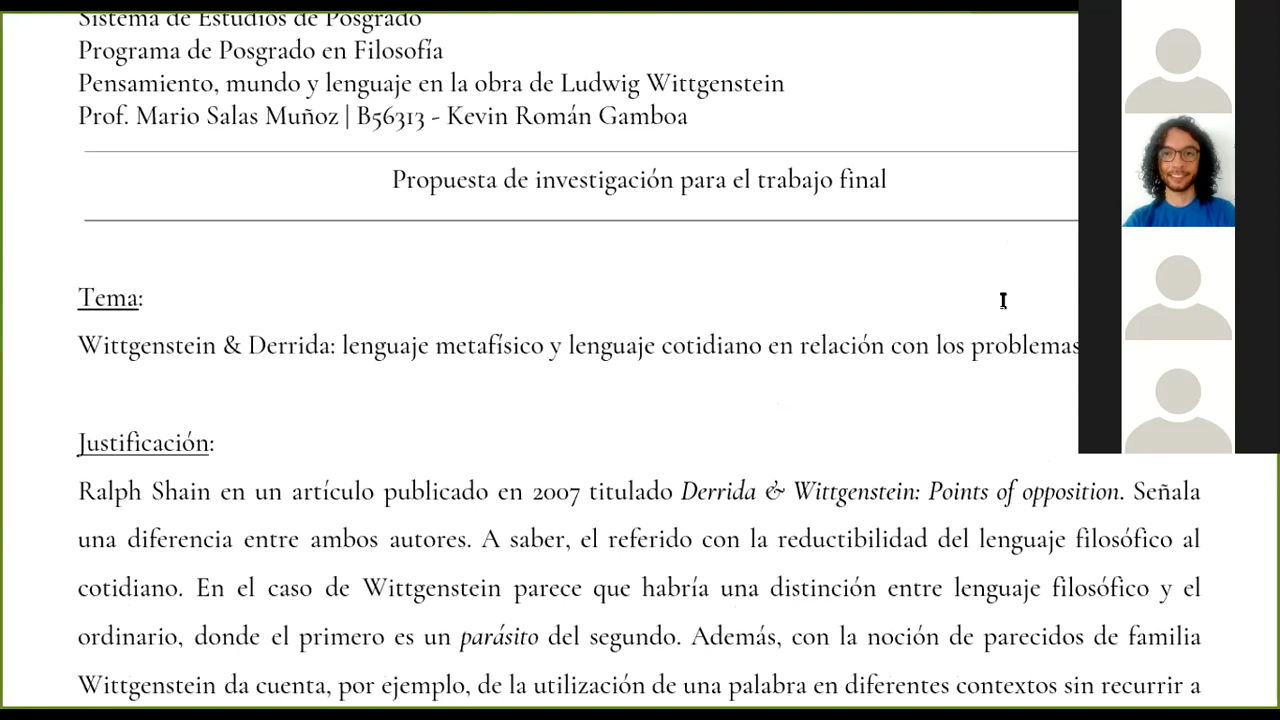 Sistema de Estudios de Posgrado
Programa de Posgrado en Filosofía
Pensamiento, mundo y lenguaje en la obra de Ludwig Wittgenstein
Prof. Mario Salas Muñoz | B56313 - Kevin Román Gamboa
Propuesta de investigación para el trabajo final
Tema:
Wittgenstein & Derrida: lenguaje metafísico y lenguaje cotidiano en relación con los problemas
Justificación:
Ralph Shain en un artículo publicado en 2007 titulado Derrida & Wittgenstein: Points of opposition. Señala
una diferencia entre ambos autores. A saber, el referido con la reductibilidad del lenguaje filosófico al
cotidiano. En el caso de Wittgenstein parece que habría una distinción entre lenguaje filosófico y el
ordinario, donde el primero es un parásito del segundo. Además, con la noción de parecidos de familia
Wittgenstein da cuenta, por ejemplo, de la utilización de una palabra en diferentes contextos sin recurrir a